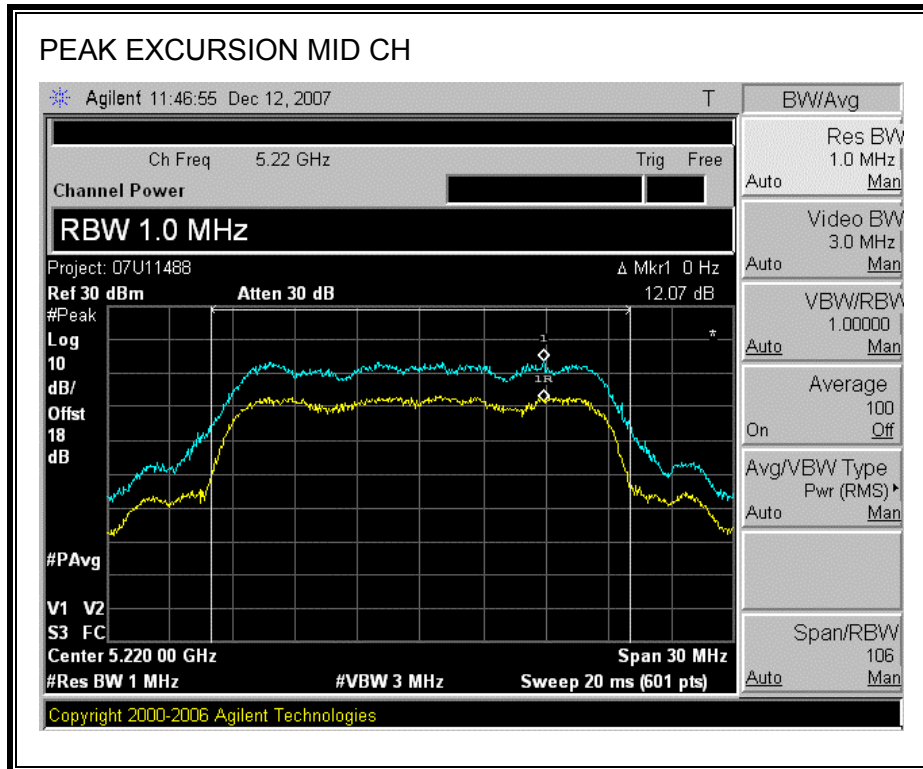 PEAK EXCURSION MID CH
Agilent 11:46:55 Dec 12, 2007 T
BW/Avg
Ch Freq 5.22 GHz Trig Free
Channel Power
RBW 1.0 MHz
Project: 07U11488 Δ Mkr1 0 Hz
Ref 30 dBm Atten 30 dB 12.07 dB
#Peak
Log
10
dB/
Offst
18
dB
#PAvg
V1 V2
S3 FC
1
1R
*
Center 5.220 00 GHz Span 30 MHz
#Res BW 1 MHz #VBW 3 MHz Sweep 20 ms (601 pts)
Copyright 2000-2006 Agilent Technologies
Res BW
1.0 MHz
Auto Man
Video BW
3.0 MHz
Auto Man
VBW/RBW
1.00000
Auto Man
Average
100
On Off
Avg/VBW Type
Pwr (RMS)
Auto Man
Span/RBW
106
Auto Man